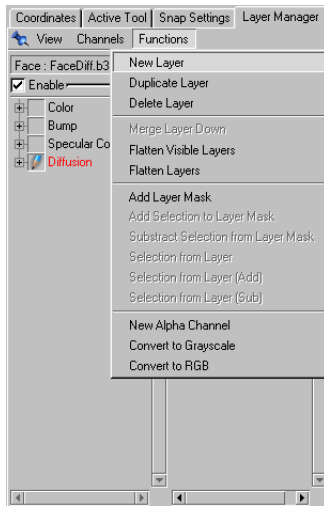 Coordinates Active Tool Snap Settings Layer Manager
View Channels Functions
Face : FaceDiff.b3
Enable
Color
Bump
Specular Co
Diffusion
New Layer
Duplicate Layer
Delete Layer
Merge Layer Down
Flatten Visible Layers
Flatten Layers
Add Layer Mask
Add Selection to Layer Mask
Substract Selection from Layer Mask
Selection from Layer
Selection from Layer (Add)
Selection from Layer (Sub)
New Alpha Channel
Convert to Grayscale
Convert to RGB